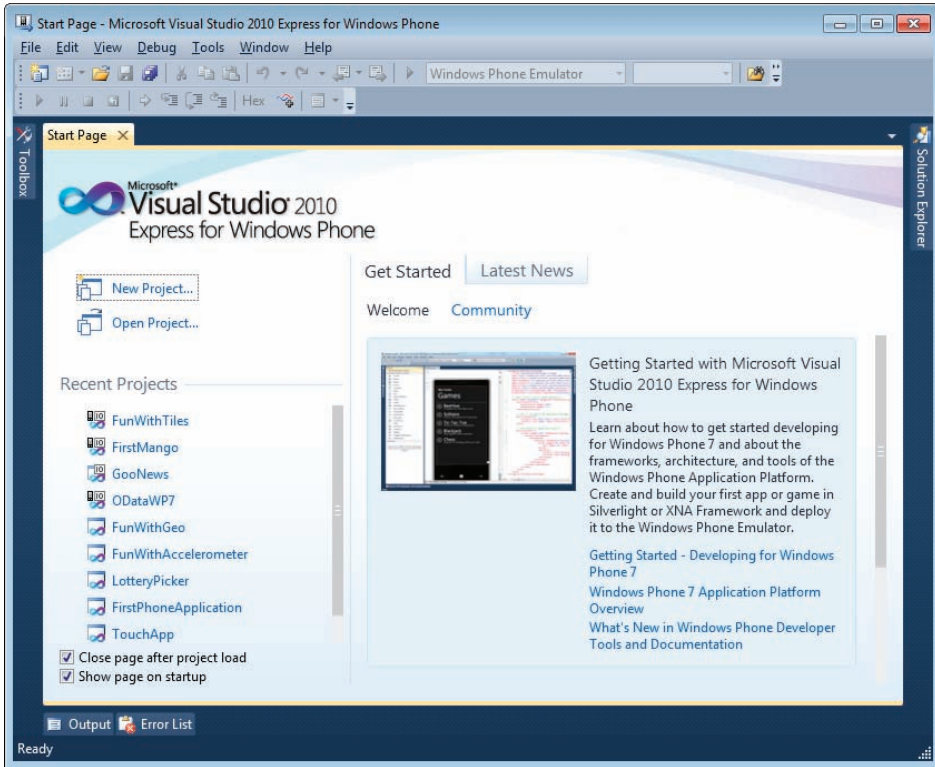 Start Page - Microsoft Visual Studio 2010 Express for Windows Phone
File Edit View Debug Tools Window Help
Windows Phone Emulator
Hex
Toolbox
Start Page
Solution Explorer
Microsoft®
Visual Studio® 2010
Express for Windows Phone
New Project...
Open Project...
Recent Projects
FunWithTiles
FirstMango
GooNews
ODataWP7
FunWithGeo
FunWithAccelerometer
LotteryPicker
FirstPhoneApplication
TouchApp
Close page after project load
Show page on startup
Get Started Latest News
Welcome Community
Games
Getting Started with Microsoft Visual
Studio 2010 Express for Windows
Phone
Learn about how to get started developing
for Windows Phone 7 and about the
frameworks, architecture, and tools of the
Windows Phone Application Platform.
Create and build your first app or game in
Silverlight or XNA Framework and deploy
it to the Windows Phone Emulator.
Getting Started - Developing for Windows
Phone 7
Windows Phone 7 Application Platform
Overview
What's New in Windows Phone Developer
Tools and Documentation
Output Error List
Ready